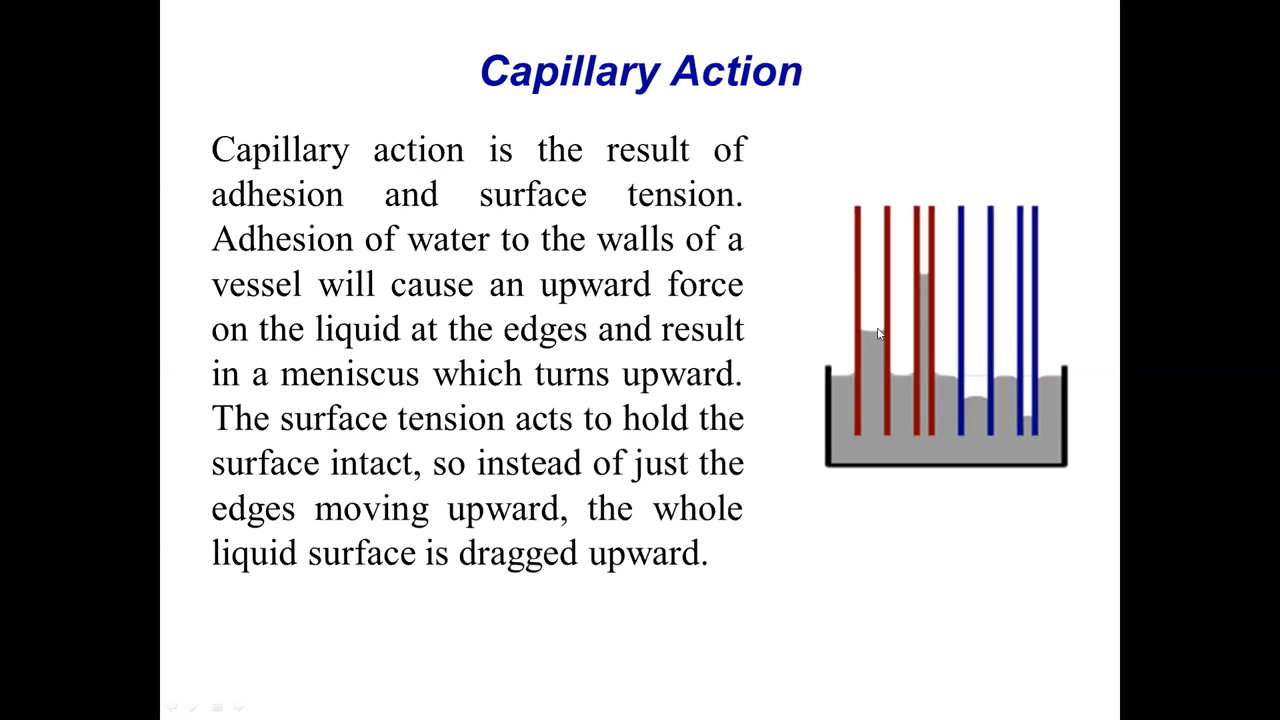 Capillary Action
Capillary action is the result of
adhesion and surface tension.
Adhesion of water to the walls of a
vessel will cause an upward force
on the liquid at the edges and result
in a meniscus which turns upward.
The surface tension acts to hold the
surface intact, so instead of just the
edges moving upward, the whole
liquid surface is dragged upward.